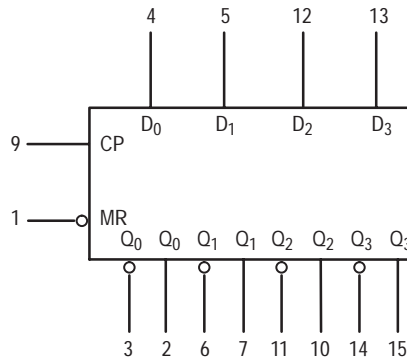 4 5 12 13
D0 D1 D2 D3
9 CP
1 MR
Q0 Q0 Q1 Q1 Q2 Q2 Q3 Q3
3 2 6 7 11 10 14 15